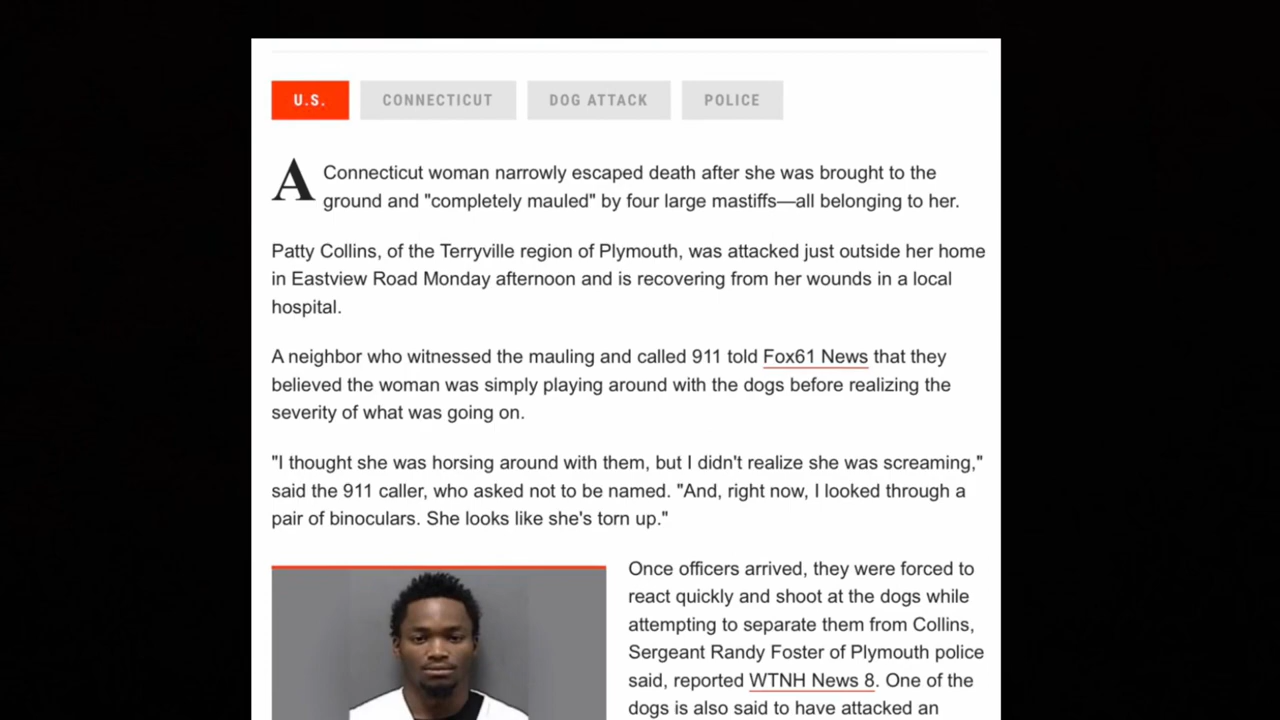 U.S.
CONNECTICUT
DOG ATTACK
POLICE
A Connecticut woman narrowly escaped death after she was brought to the
ground and "completely mauled" by four large mastiffs—all belonging to her.
Patty Collins, of the Terryville region of Plymouth, was attacked just outside her home
in Eastview Road Monday afternoon and is recovering from her wounds in a local
hospital.
A neighbor who witnessed the mauling and called 911 told Fox61 News that they
believed the woman was simply playing around with the dogs before realizing the
severity of what was going on.
"I thought she was horsing around with them, but I didn't realize she was screaming,"
said the 911 caller, who asked not to be named. "And, right now, I looked through a
pair of binoculars. She looks like she's torn up."
Once officers arrived, they were forced to
react quickly and shoot at the dogs while
attempting to separate them from Collins,
Sergeant Randy Foster of Plymouth police
said, reported WTNH News 8. One of the
dogs is also said to have attacked an